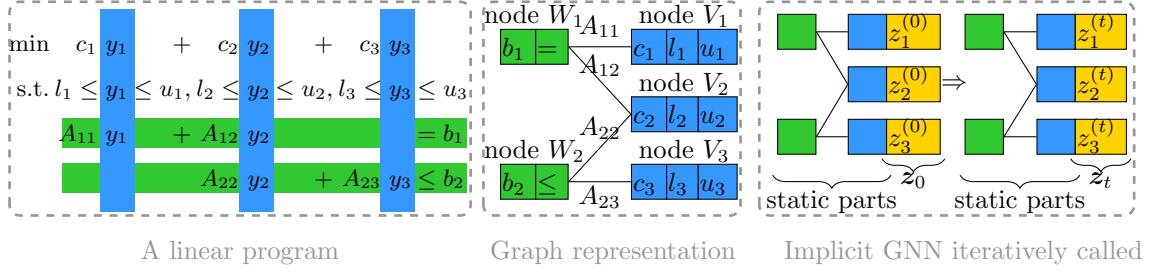 min c₁ y₁ + c₂ y₂ + c₃ y₃
s.t. l₁ ≤ y₁ ≤ u₁, l₂ ≤ y₂ ≤ u₂, l₃ ≤ y₃ ≤ u₃
A₁₁ y₁ + A₁₂ y₂ = b₁
A₂₂ y₂ + A₂₃ y₃ ≤ b₂
A linear program
node W₁ A₁₁ node V₁
b₁ = c₁ l₁ u₁
A₁₂
node V₂
c₂ l₂ u₂
A₂₂
node W₂ node V₃
b₂ ≤ c₃ l₃ u₃
A₂₃
Graph representation
z₁⁽⁰⁾ z₁⁽ᵗ⁾
z₂⁽⁰⁾ ⇒ z₂⁽ᵗ⁾
z₃⁽⁰⁾ z₃⁽ᵗ⁾
z₀ zₜ
static parts static parts
Implicit GNN iteratively called